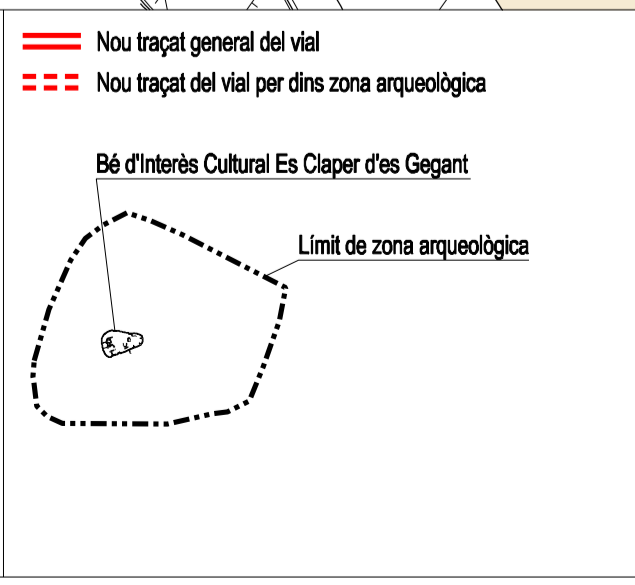 Nou traçat general del vial
Nou traçat del vial per dins zona arqueològica
Bé d'Interès Cultural Es Claper d'es Gegant
Límit de zona arqueològica